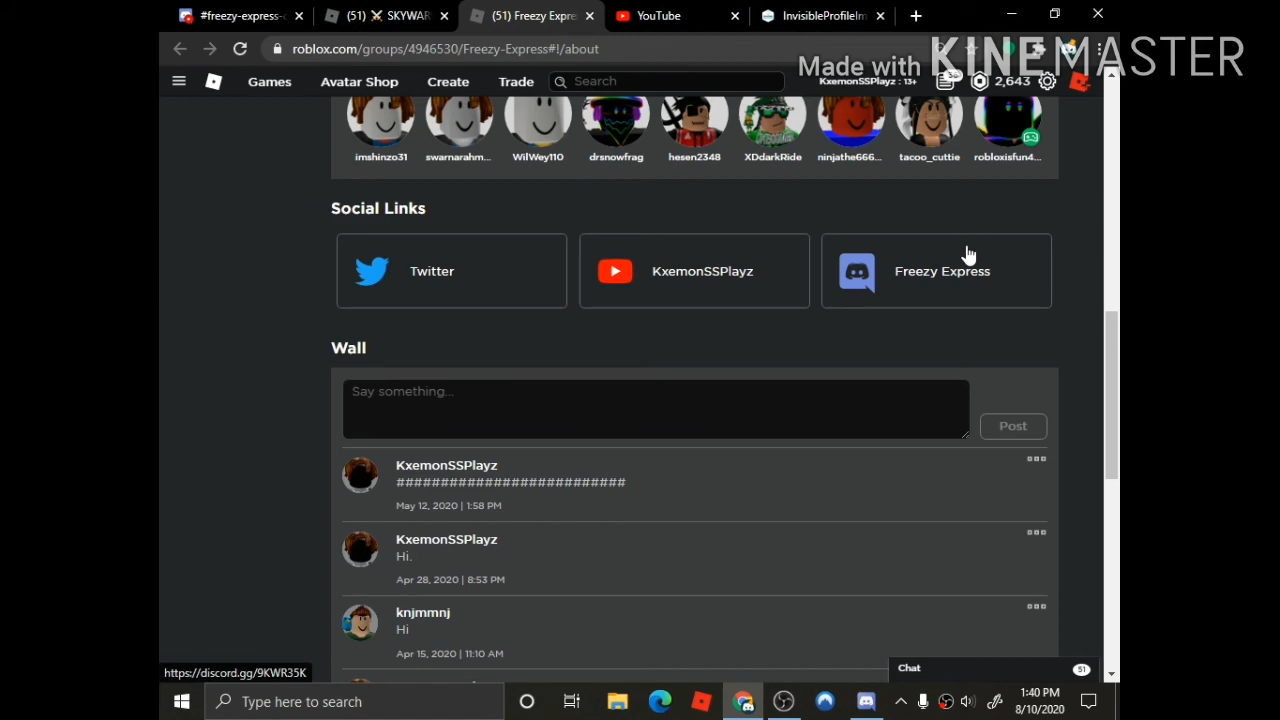 #freezy-express-c
(51) ⚔ SKYWAR
(51) Freezy Expre
YouTube
InvisibleProfileIm
roblox.com/groups/4946530/Freezy-Express#!/about
Made with KINEMASTER
Games
Avatar Shop
Create
Trade
Search
KxemonSSPlayz : 13+
2,643
imshinzo31
swarnarahm...
WilWey110
drsnowfrag
hesen2348
XDdarkRide
ninjathe666...
tacoo_cuttie
robloxisfun4...
Social Links
Twitter
KxemonSSPlayz
Freezy Express
Wall
Say something...
Post
KxemonSSPlayz
##########################
May 12, 2020 | 1:58 PM
KxemonSSPlayz
Hi.
Apr 28, 2020 | 8:53 PM
knjmmnj
Hi
Apr 15, 2020 | 11:10 AM
https://discord.gg/9KWR35K
Chat
51
Type here to search
1:40 PM
8/10/2020